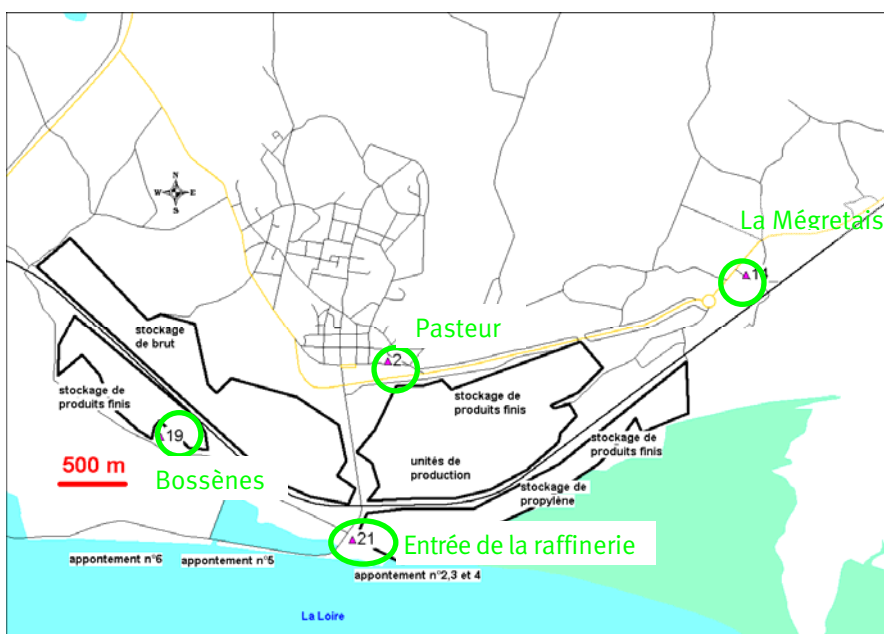 N
W E
S
La Mégretais
14
Pasteur
2
stockage
de brut
stockage de
produits finis
stockage de
produits finis
19
Bossènes
500 m
unités de
production
stockage de
produits finis
stockage de
propylène
21
Entrée de la raffinerie
appontement n°6
appontement n°5
appontement n°2,3 et 4
La Loire